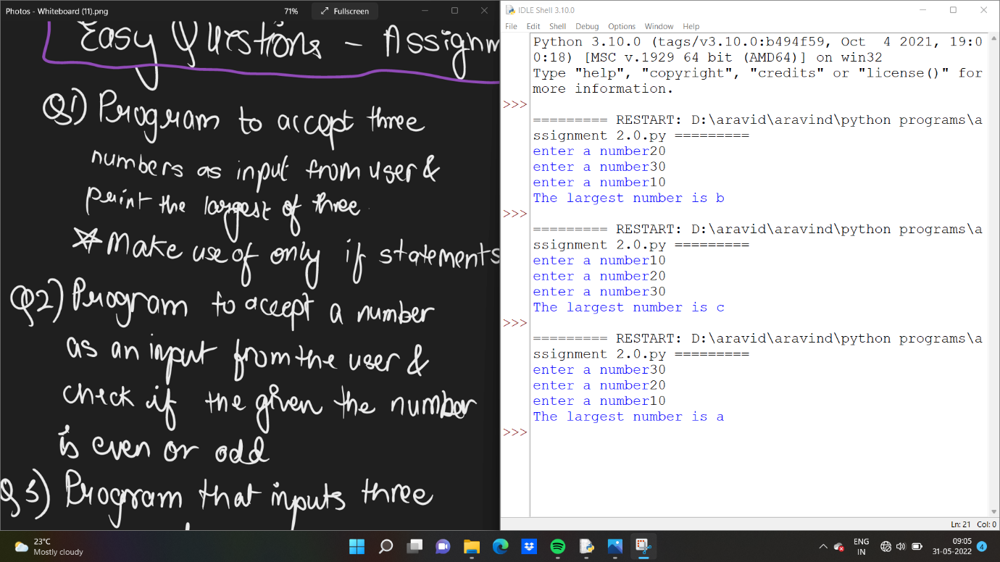 Photos - Whiteboard (11).png
71%
Fullscreen
Easy Questions - Assignm
Q1) Program to accept three
numbers as input from user &
print the largest of three
* Make use of only if statements
Q2) Program to accept a number
as an input from the user &
check if the given the number
is even or odd
Q3) Program that inputs three
IDLE Shell 3.10.0
File Edit Shell Debug Options Window Help
Python 3.10.0 (tags/v3.10.0:b494f59, Oct  4 2021, 19:0
0:18) [MSC v.1929 64 bit (AMD64)] on win32
Type "help", "copyright", "credits" or "license()" for
more information.
>>>
========= RESTART: D:\aravid\aravind\python programs\a
ssignment 2.0.py =========
enter a number20
enter a number30
enter a number10
The largest number is b
>>>
========= RESTART: D:\aravid\aravind\python programs\a
ssignment 2.0.py =========
enter a number10
enter a number20
enter a number30
The largest number is c
>>>
========= RESTART: D:\aravid\aravind\python programs\a
ssignment 2.0.py =========
enter a number30
enter a number20
enter a number10
The largest number is a
>>>
Ln: 21 Col: 0
23°C
Mostly cloudy
ENG
IN
09:05
31-05-2022
4